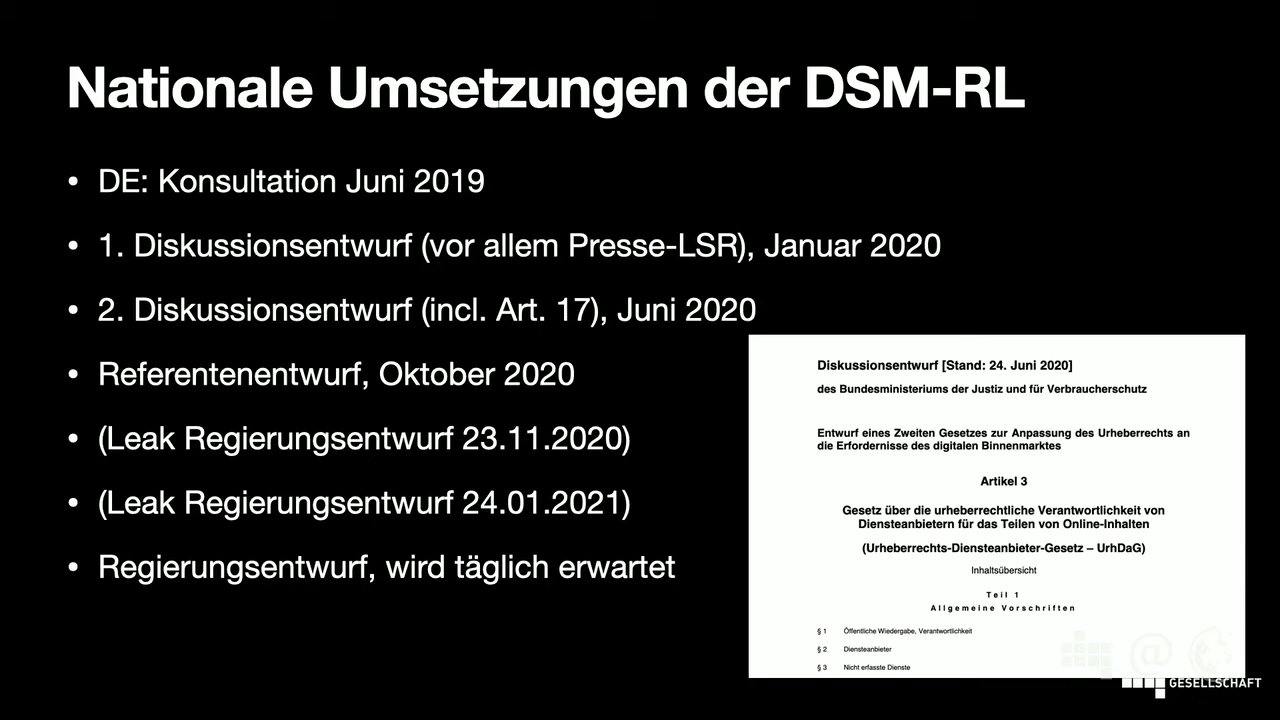 Nationale Umsetzungen der DSM-RL
• DE: Konsultation Juni 2019
• 1. Diskussionsentwurf (vor allem Presse-LSR), Januar 2020
• 2. Diskussionsentwurf (incl. Art. 17), Juni 2020
• Referentenentwurf, Oktober 2020
• (Leak Regierungsentwurf 23.11.2020)
• (Leak Regierungsentwurf 24.01.2021)
• Regierungsentwurf, wird täglich erwartet
Diskussionsentwurf [Stand: 24. Juni 2020]
des Bundesministeriums der Justiz und für Verbraucherschutz
Entwurf eines Zweiten Gesetzes zur Anpassung des Urheberrechts an
die Erfordernisse des digitalen Binnenmarktes
Artikel 3
Gesetz über die urheberrechtliche Verantwortlichkeit von
Diensteanbietern für das Teilen von Online-Inhalten
(Urheberrechts-Diensteanbieter-Gesetz – UrhDaG)
Inhaltsübersicht
Teil 1
Allgemeine Vorschriften
§ 1 Öffentliche Wiedergabe, Verantwortlichkeit
§ 2 Diensteanbieter
§ 3 Nicht erfasste Dienste
@
GESELLSCHAFT